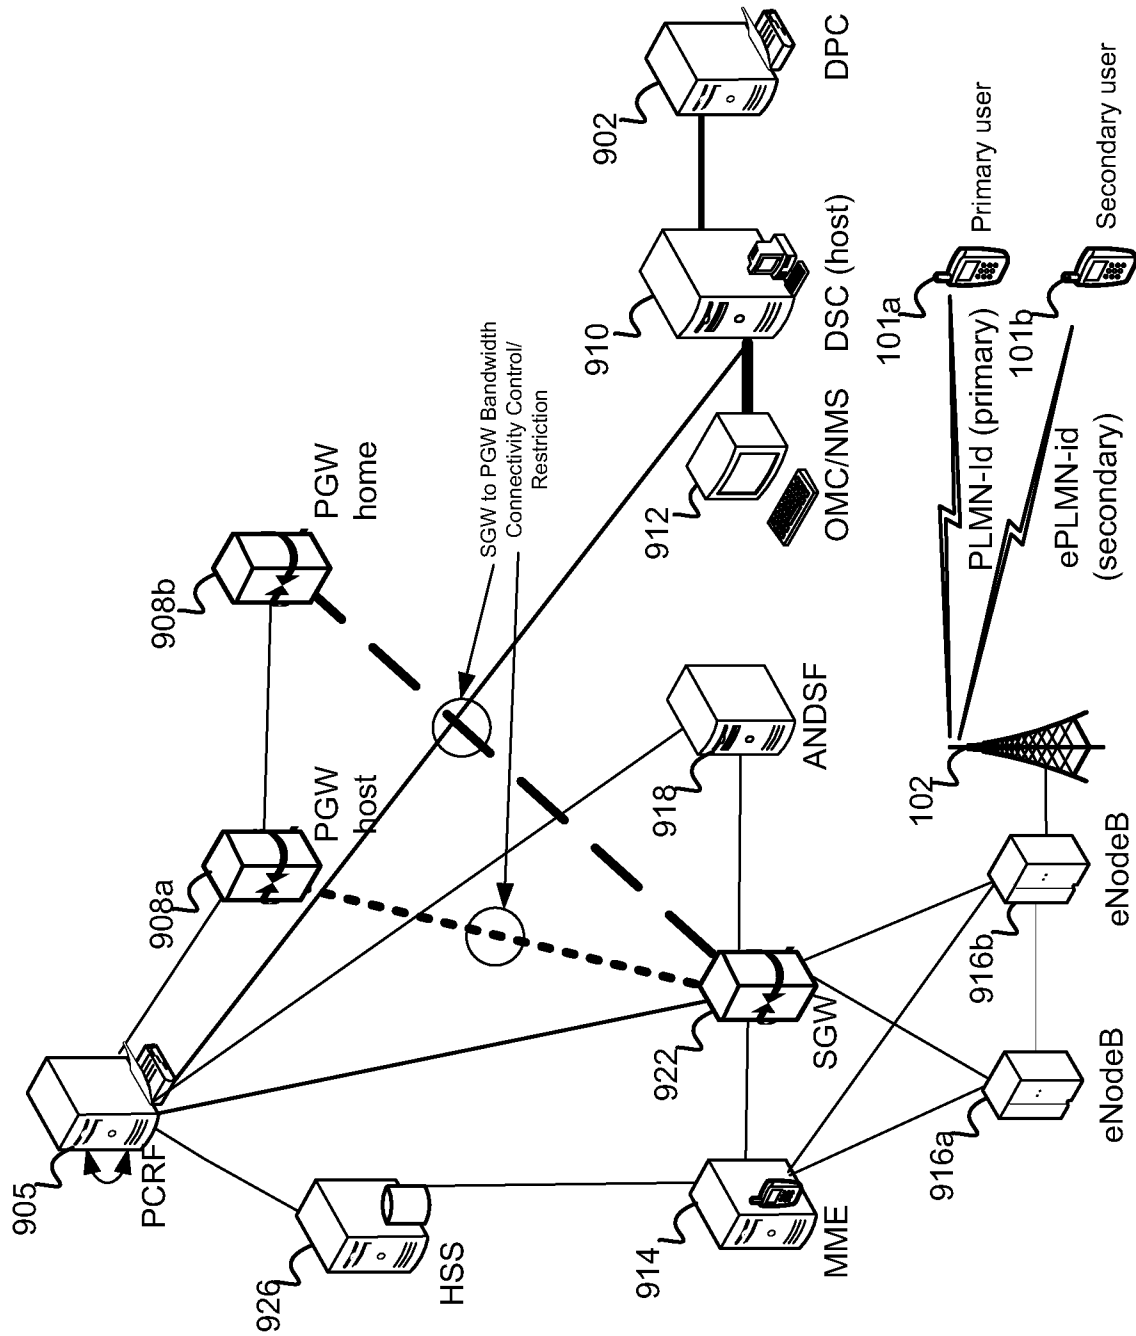 905
PCRF
926
HSS
908a
PGW
host
908b
PGW
home
SGW to PGW Bandwidth
Connectivity Control/
Restriction
914
MME
922
SGW
918
ANDSF
912
OMC/NMS
910
DSC (host)
902
DPC
916a
eNodeB
916b
eNodeB
102
PLMN-Id (primary)
ePLMN-id
(secondary)
101a
Primary user
101b
Secondary user